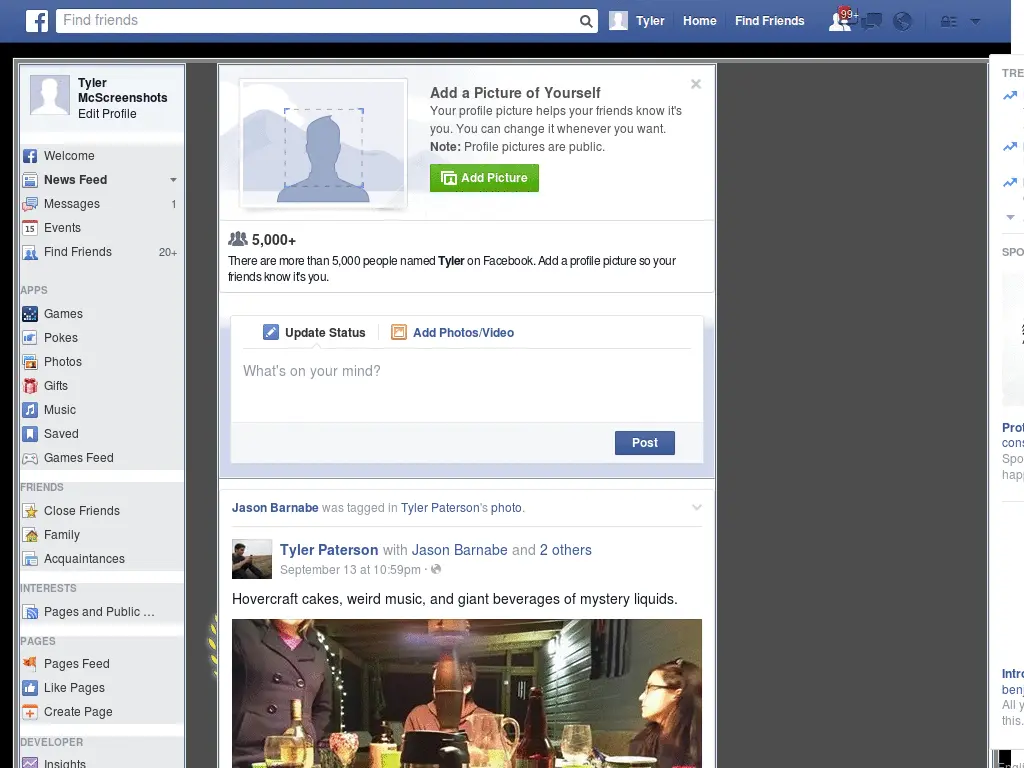 Find friends
Tyler
Home
Find Friends
99+
Tyler
McScreenshots
Edit Profile
Welcome
News Feed
Messages 1
Events
Find Friends 20+
APPS
Games
Pokes
Photos
Gifts
Music
Saved
Games Feed
FRIENDS
Close Friends
Family
Acquaintances
INTERESTS
Pages and Public ...
PAGES
Pages Feed
Like Pages
Create Page
DEVELOPER
Insights
Add a Picture of Yourself
Your profile picture helps your friends know it's
you. You can change it whenever you want.
Note: Profile pictures are public.
Add Picture
5,000+
There are more than 5,000 people named Tyler on Facebook. Add a profile picture so your
friends know it's you.
Update Status
Add Photos/Video
What's on your mind?
Post
Jason Barnabe was tagged in Tyler Paterson's photo.
Tyler Paterson with Jason Barnabe and 2 others
September 13 at 10:59pm ·
Hovercraft cakes, weird music, and giant beverages of mystery liquids.
TRE
SPO
Prot
cons
Spo
happ
Intro
benj
All y
this.